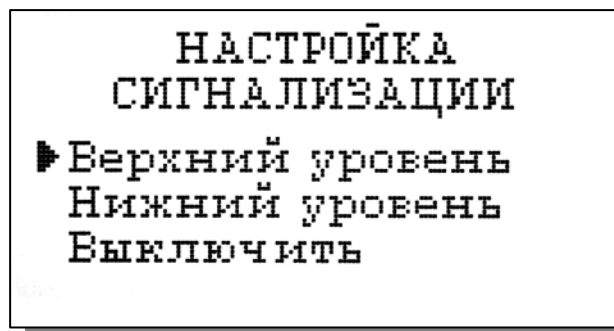 НАСТРОЙКА
СИГНАЛИЗАЦИИ
Верхний уровень
Нижний уровень
Выключить